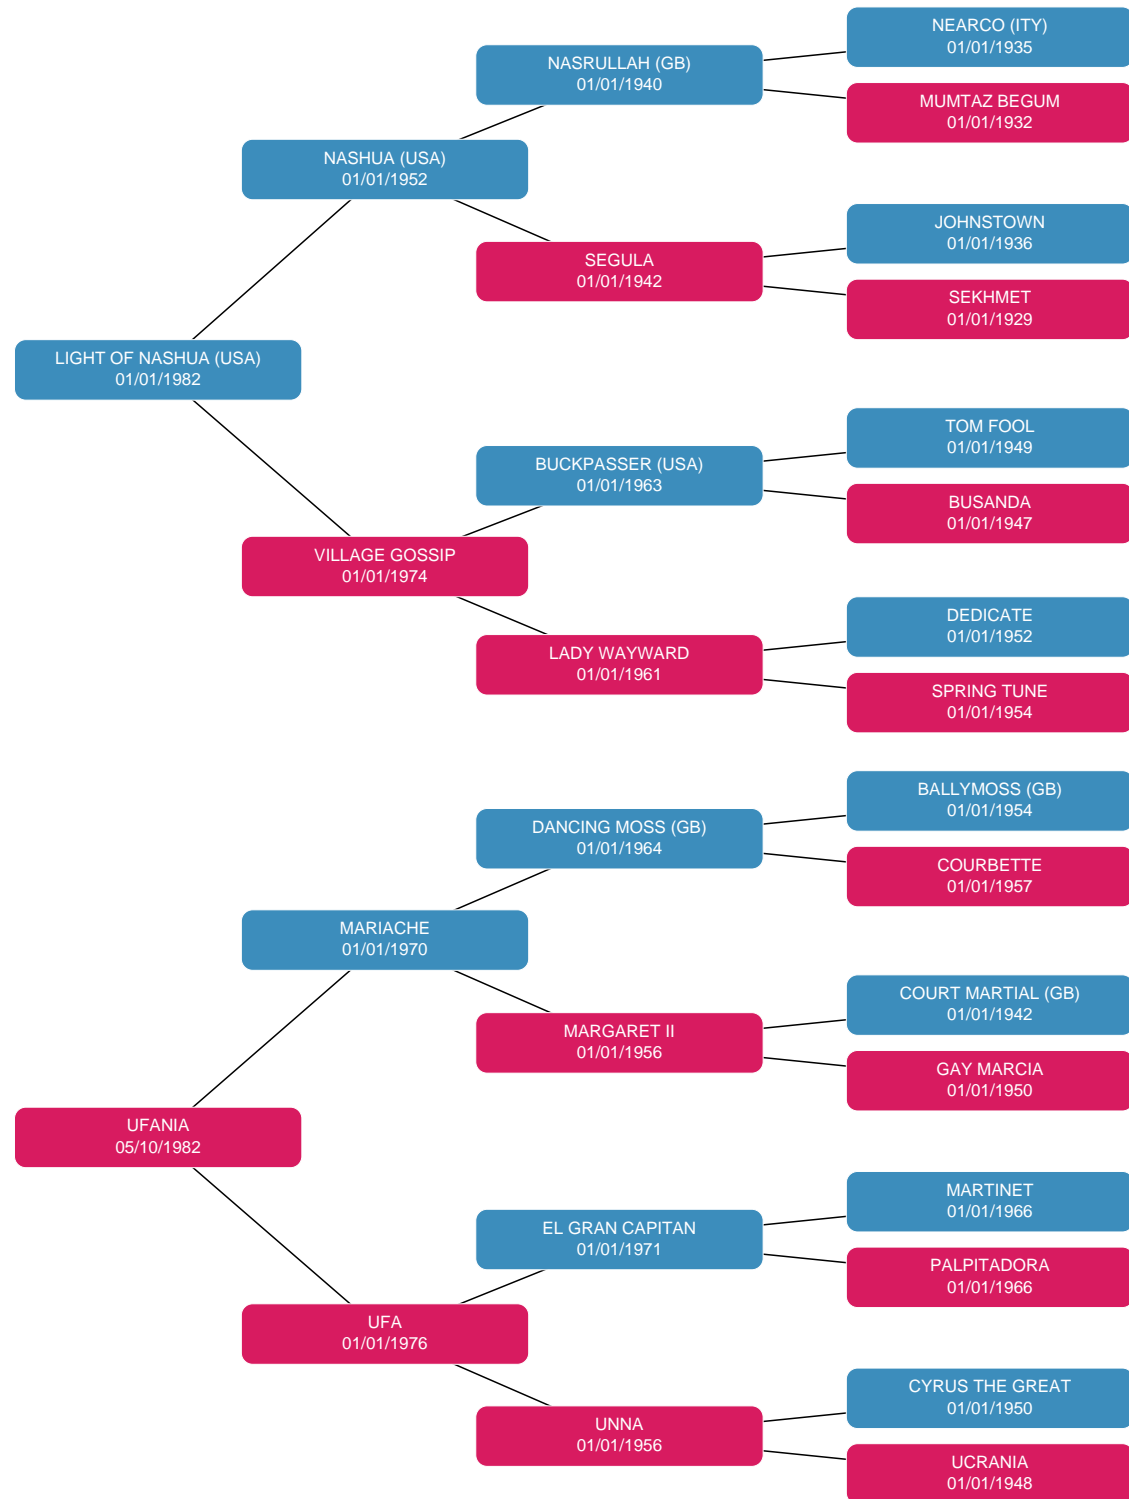 NEARCO (ITY)
01/01/1935
NASRULLAH (GB)
01/01/1940
MUMTAZ BEGUM
01/01/1932
NASHUA (USA)
01/01/1952
JOHNSTOWN
01/01/1936
SEGULA
01/01/1942
SEKHMET
01/01/1929
LIGHT OF NASHUA (USA)
01/01/1982
TOM FOOL
01/01/1949
BUCKPASSER (USA)
01/01/1963
BUSANDA
01/01/1947
VILLAGE GOSSIP
01/01/1974
DEDICATE
01/01/1952
LADY WAYWARD
01/01/1961
SPRING TUNE
01/01/1954
BALLYMOSS (GB)
01/01/1954
DANCING MOSS (GB)
01/01/1964
COURBETTE
01/01/1957
MARIACHE
01/01/1970
COURT MARTIAL (GB)
01/01/1942
MARGARET II
01/01/1956
GAY MARCIA
01/01/1950
UFANIA
05/10/1982
MARTINET
01/01/1966
EL GRAN CAPITAN
01/01/1971
PALPITADORA
01/01/1966
UFA
01/01/1976
CYRUS THE GREAT
01/01/1950
UNNA
01/01/1956
UCRANIA
01/01/1948